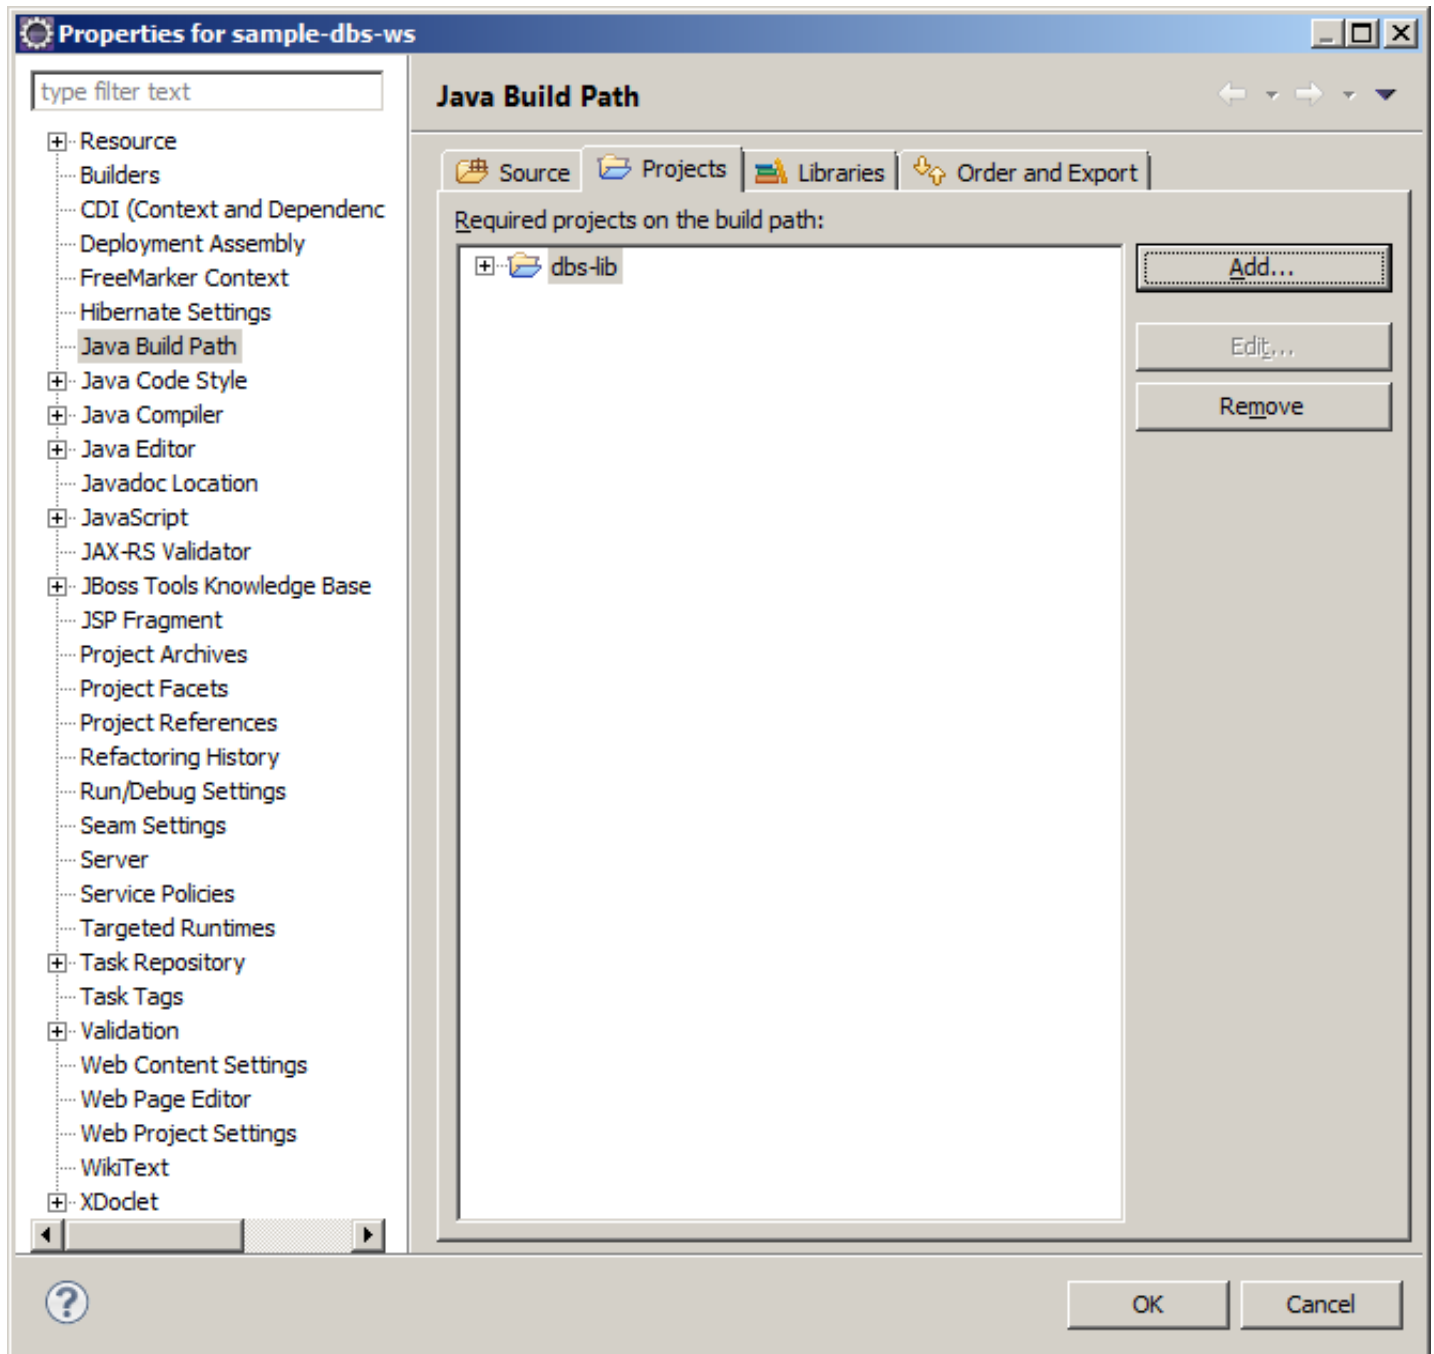 Properties for sample-dbs-ws
type filter text
Resource
Builders
CDI (Context and Dependenc
Deployment Assembly
FreeMarker Context
Hibernate Settings
Java Build Path
Java Code Style
Java Compiler
Java Editor
Javadoc Location
JavaScript
JAX-RS Validator
JBoss Tools Knowledge Base
JSP Fragment
Project Archives
Project Facets
Project References
Refactoring History
Run/Debug Settings
Seam Settings
Server
Service Policies
Targeted Runtimes
Task Repository
Task Tags
Validation
Web Content Settings
Web Page Editor
Web Project Settings
WikiText
XDoclet
Java Build Path
Source Projects Libraries Order and Export
Required projects on the build path:
dbs-lib
Add...
Edit...
Remove
OK Cancel